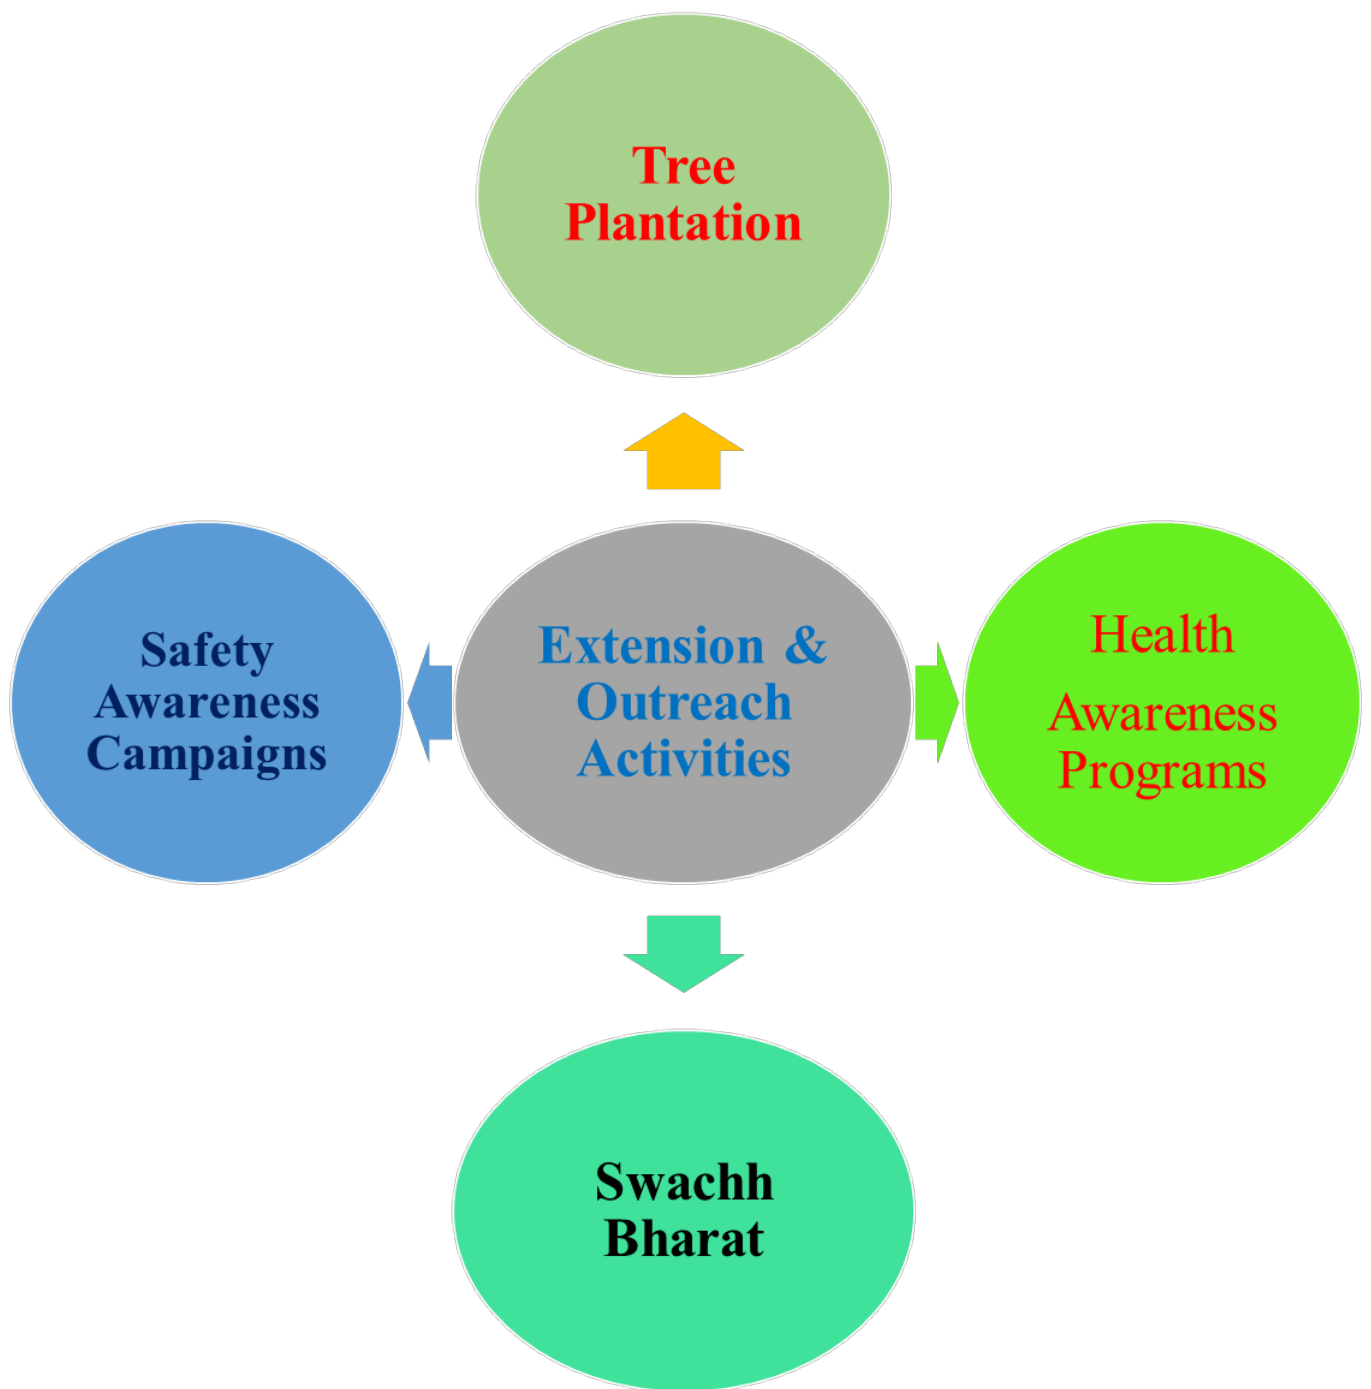 Tree
Plantation
Safety
Awareness
Campaigns
Extension &
Outreach
Activities
Health
Awareness
Programs
Swachh
Bharat